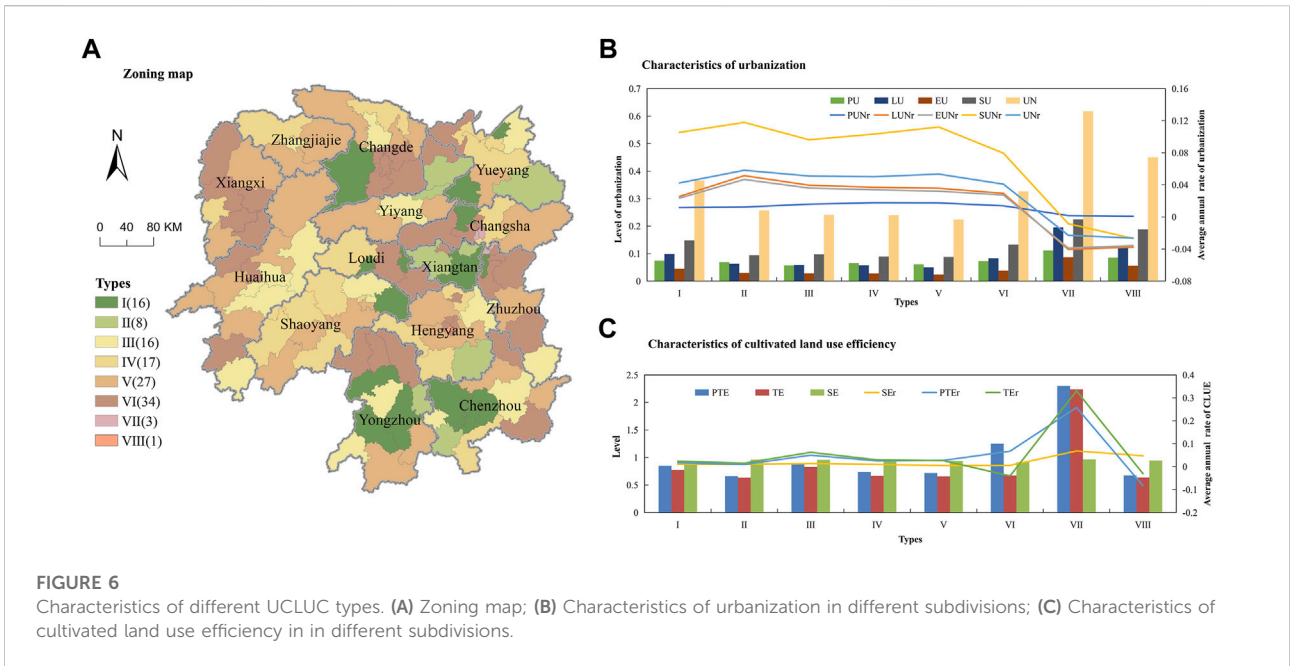 A
Zoning map
N
0 40 80 KM
Zhangjiajie
Changde
Yueyang
Xiangxi
Yiyang
Changsha
Loudi
Xiangtan
Huaihua
Zhuzhou
Shaoyang
Hengyang
Chenzhou
Yongzhou
Types
I(16)
II(8)
III(16)
IV(17)
V(27)
VI(34)
VII(3)
VIII(1)
B
Characteristics of urbanization
PU LU EU SU UN
PUNr LUNr EUNr SUNr UNr
Level of urbanization
0.7
0.6
0.5
0.4
0.3
0.2
0.1
0
0.16
0.12
0.08
0.04
0
-0.04
-0.08
Average annual rate of urbanization
I II III IV V VI VII VIII
Types
C
Characteristics of cultivated land use efficiency
PTE TE SE SEr PTEr TEr
Level
2.5
2
1.5
1
0.5
0
0.4
0.3
0.2
0.1
0
-0.1
-0.2
Average annual rate of CLUE
I II III IV V VI VII VIII
Types
FIGURE 6
Characteristics of different UCLUC types. (A) Zoning map; (B) Characteristics of urbanization in different subdivisions; (C) Characteristics of
cultivated land use efficiency in in different subdivisions.